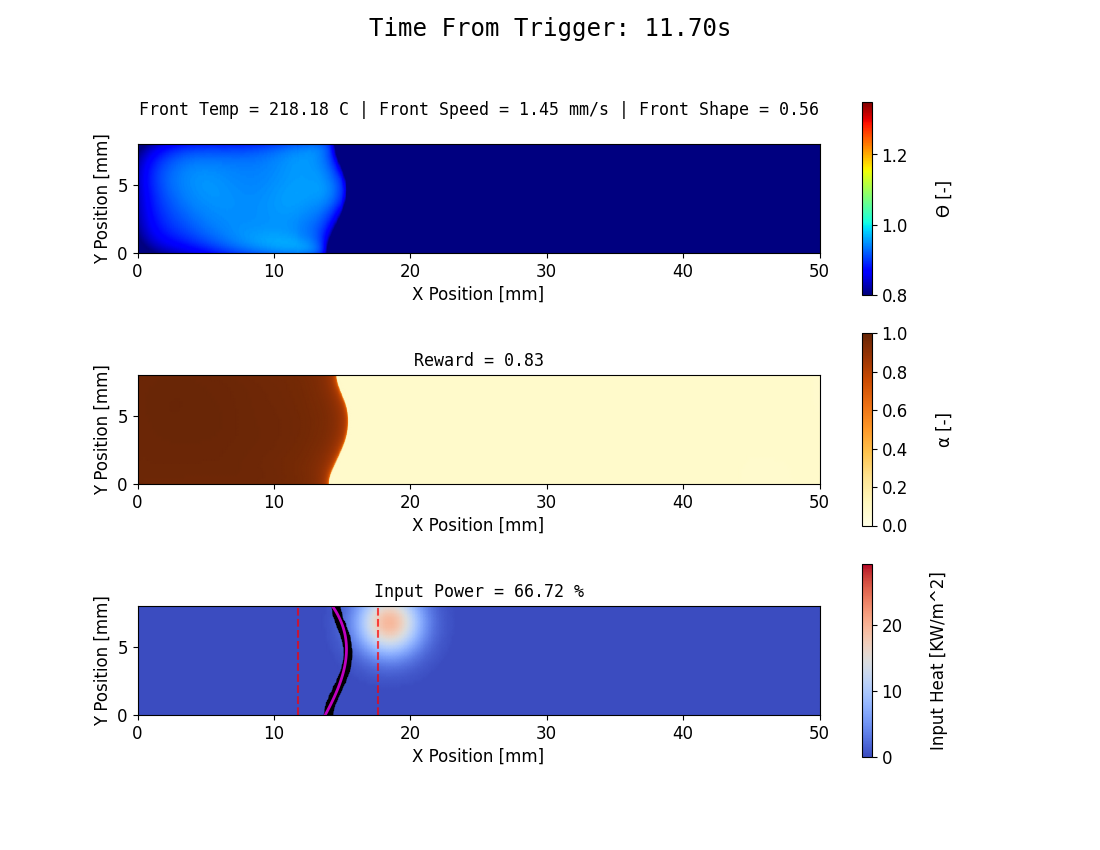 Time From Trigger: 11.70s
Front Temp = 218.18 C | Front Speed = 1.45 mm/s | Front Shape = 0.56
Y Position [mm]
5
0
0 10 20 30 40 50
X Position [mm]
1.2
1.0
0.8
Θ [-]
Reward = 0.83
Y Position [mm]
5
0
0 10 20 30 40 50
X Position [mm]
1.0
0.8
0.6
0.4
0.2
0.0
α [-]
Input Power = 66.72 %
Y Position [mm]
5
0
0 10 20 30 40 50
X Position [mm]
20
10
0
Input Heat [KW/m^2]